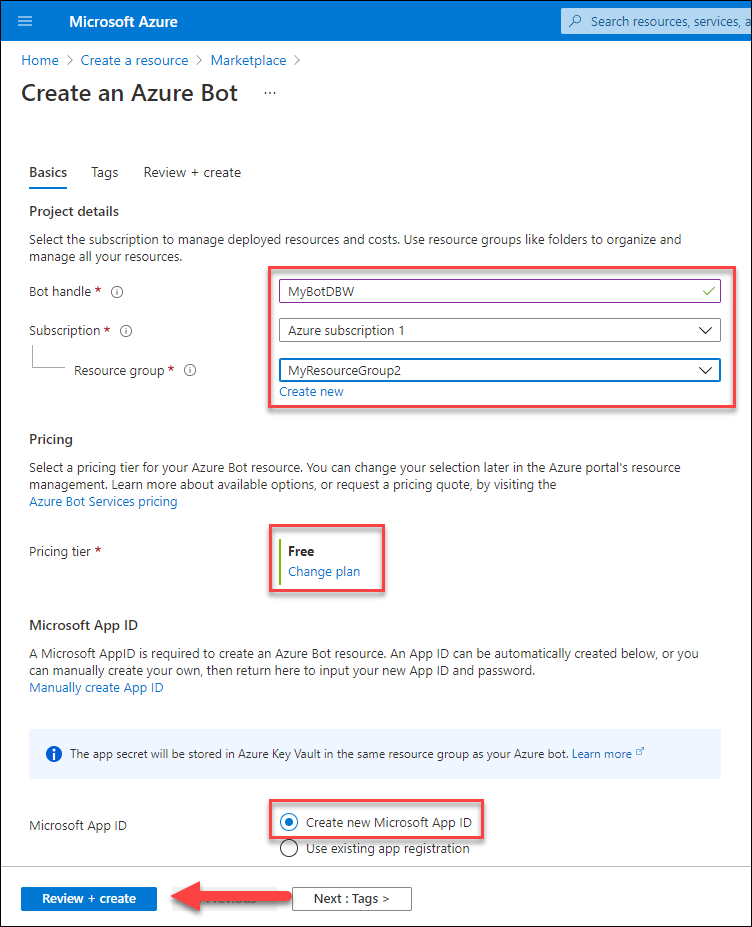 Microsoft Azure
Search resources, services, a
Home > Create a resource > Marketplace >
Create an Azure Bot ...
Basics Tags Review + create
Project details
Select the subscription to manage deployed resources and costs. Use resource groups like folders to organize and
manage all your resources.
Bot handle * MyBotDBW
Subscription * Azure subscription 1
Resource group * MyResourceGroup2
Create new
Pricing
Select a pricing tier for your Azure Bot resource. You can change your selection later in the Azure portal's resource
management. Learn more about available options, or request a pricing quote, by visiting the
Azure Bot Services pricing
Pricing tier * Free
Change plan
Microsoft App ID
A Microsoft AppID is required to create an Azure Bot resource. An App ID can be automatically created below, or you
can manually create your own, then return here to input your new App ID and password.
Manually create App ID
The app secret will be stored in Azure Key Vault in the same resource group as your Azure bot. Learn more
Microsoft App ID
Create new Microsoft App ID
Use existing app registration
Review + create
Next : Tags >